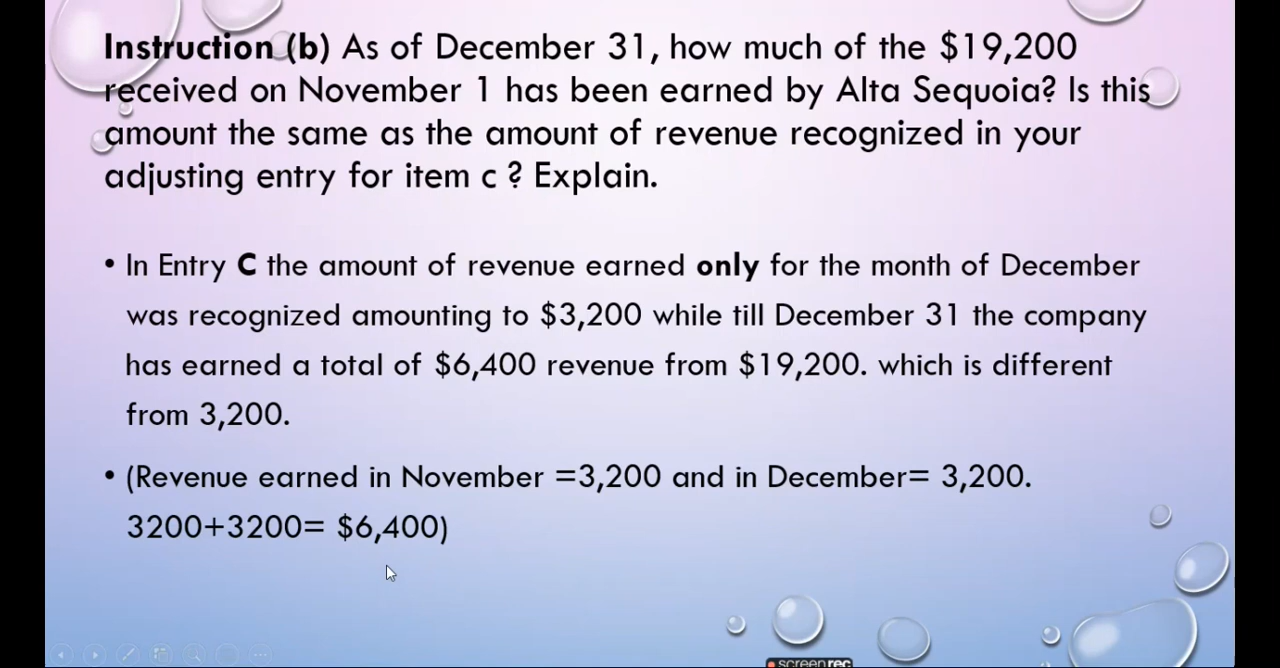 Instruction (b) As of December 31, how much of the $19,200
received on November 1 has been earned by Alta Sequoia? Is this
amount the same as the amount of revenue recognized in your
adjusting entry for item c ? Explain.
• In Entry C the amount of revenue earned only for the month of December
was recognized amounting to $3,200 while till December 31 the company
has earned a total of $6,400 revenue from $19,200. which is different
from 3,200.
• (Revenue earned in November =3,200 and in December= 3,200.
3200+3200= $6,400)
screenrec